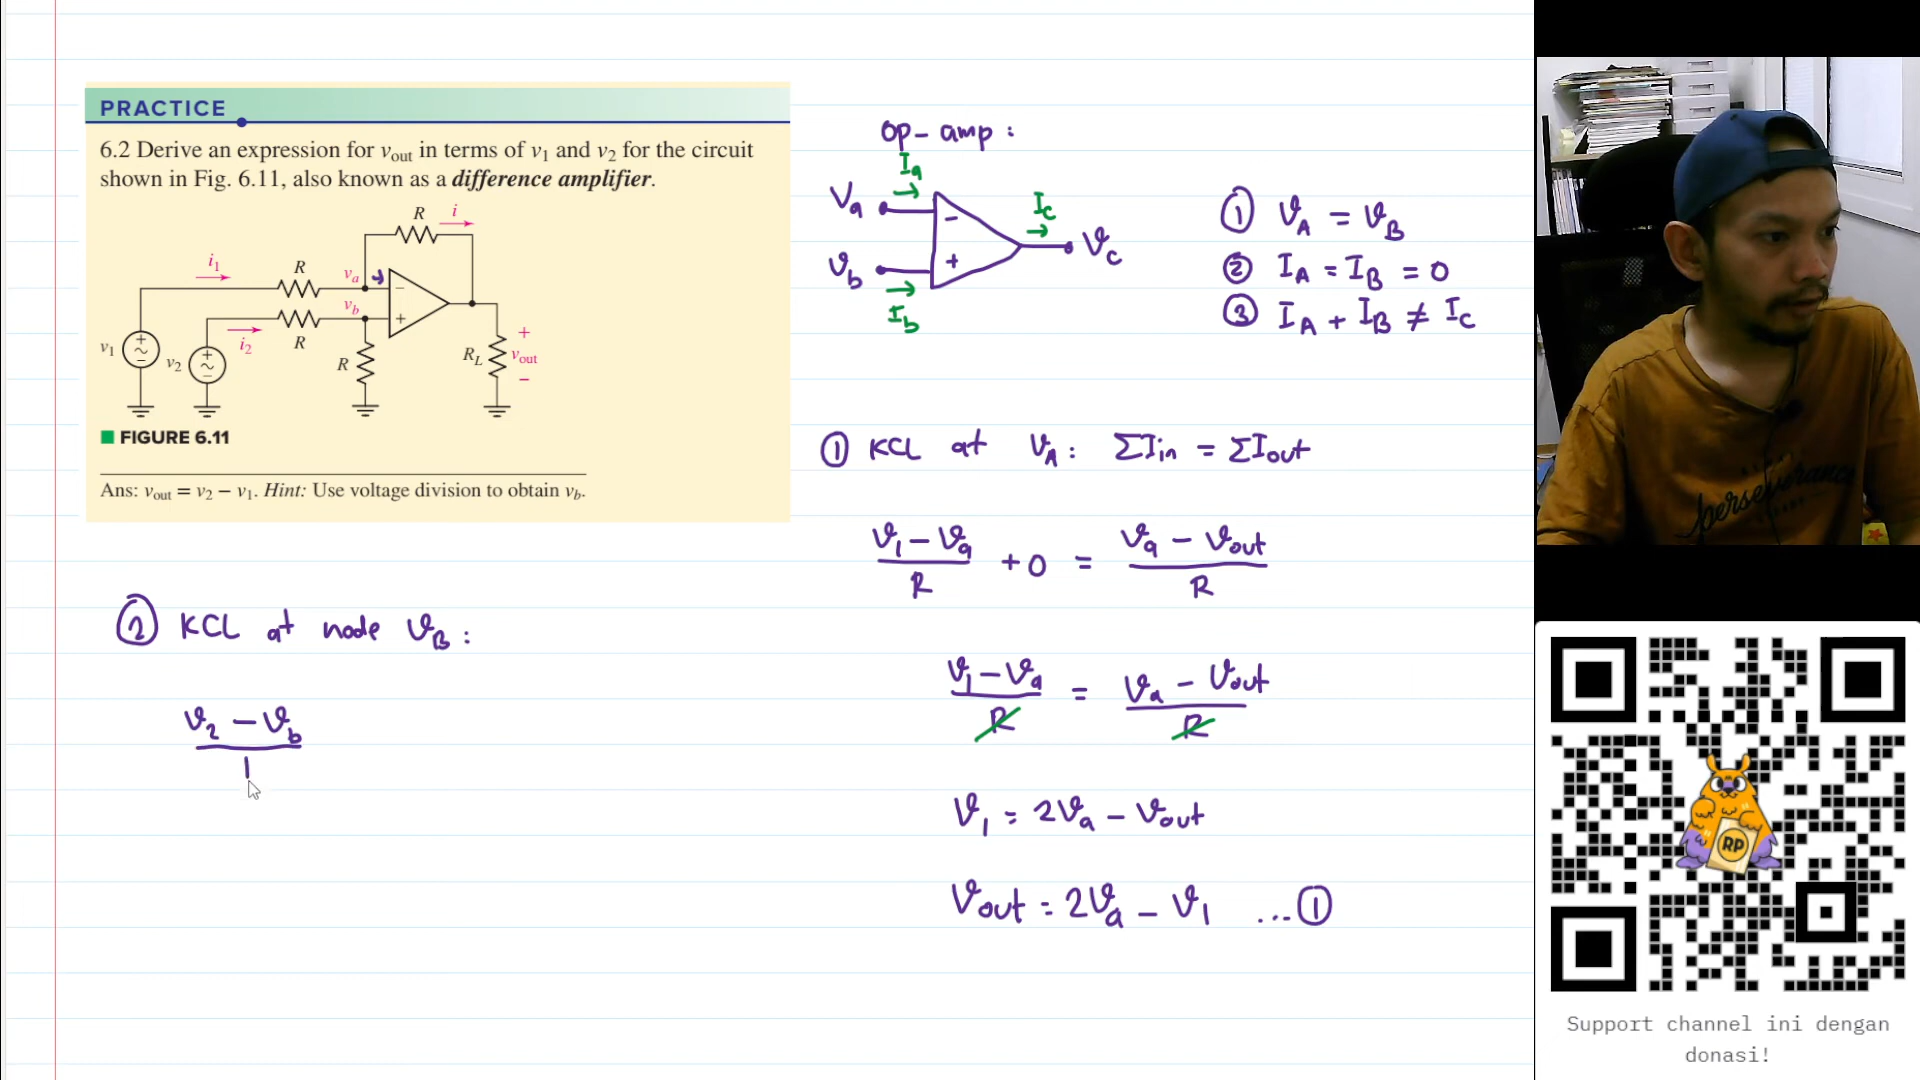 PRACTICE
6.2 Derive an expression for vout in terms of v1 and v2 for the circuit
shown in Fig. 6.11, also known as a difference amplifier.
R i
i1 R va
vb
− +
i2 R
v1 + − v2 + − R RL + vout −
FIGURE 6.11
Ans: vout = v2 − v1. Hint: Use voltage division to obtain vb.
Op-amp:
Ia
Va − Ic Vc
Vb +
Ib
① VA = VB
② IA = IB = 0
③ IA + IB ≠ Ic
① KCL at VA: ΣIin = ΣIout
V1 − Va / R + 0 = Va − Vout / R
V1 − Va / R = Va − Vout / R
V1 = 2Va − Vout
Vout = 2Va − V1 ...①
② KCL at node VB:
V2 − Vb
perseverance
RP
Support channel ini dengan
donasi!